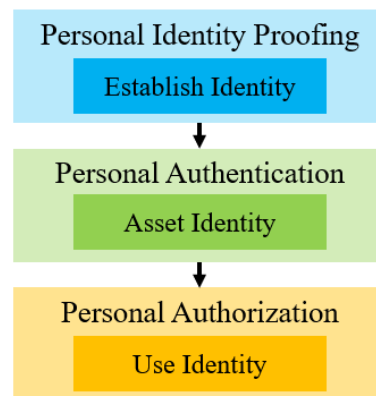 Personal Identity Proofing
Establish Identity
Personal Authentication
Asset Identity
Personal Authorization
Use Identity